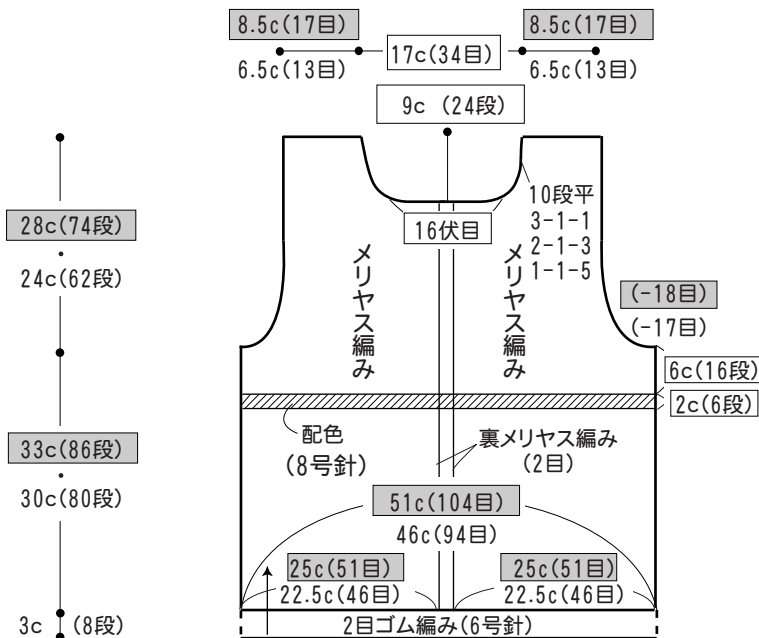 8.5c(17目)
8.5c(17目)
6.5c(13目)
17c(34目)
6.5c(13目)
9c (24段)
10段平
3-1-1
2-1-3
1-1-5
16伏目
28c(74段)
24c(62段)
メリヤス編み
メリヤス編み
(-18目)
(-17目)
6c(16段)
2c(6段)
配色
(8号針)
裏メリヤス編み
(2目)
33c(86段)
30c(80段)
51c(104目)
46c(94目)
25c(51目)
25c(51目)
22.5c(46目)
22.5c(46目)
3c (8段)
2目ゴム編み(6号針)